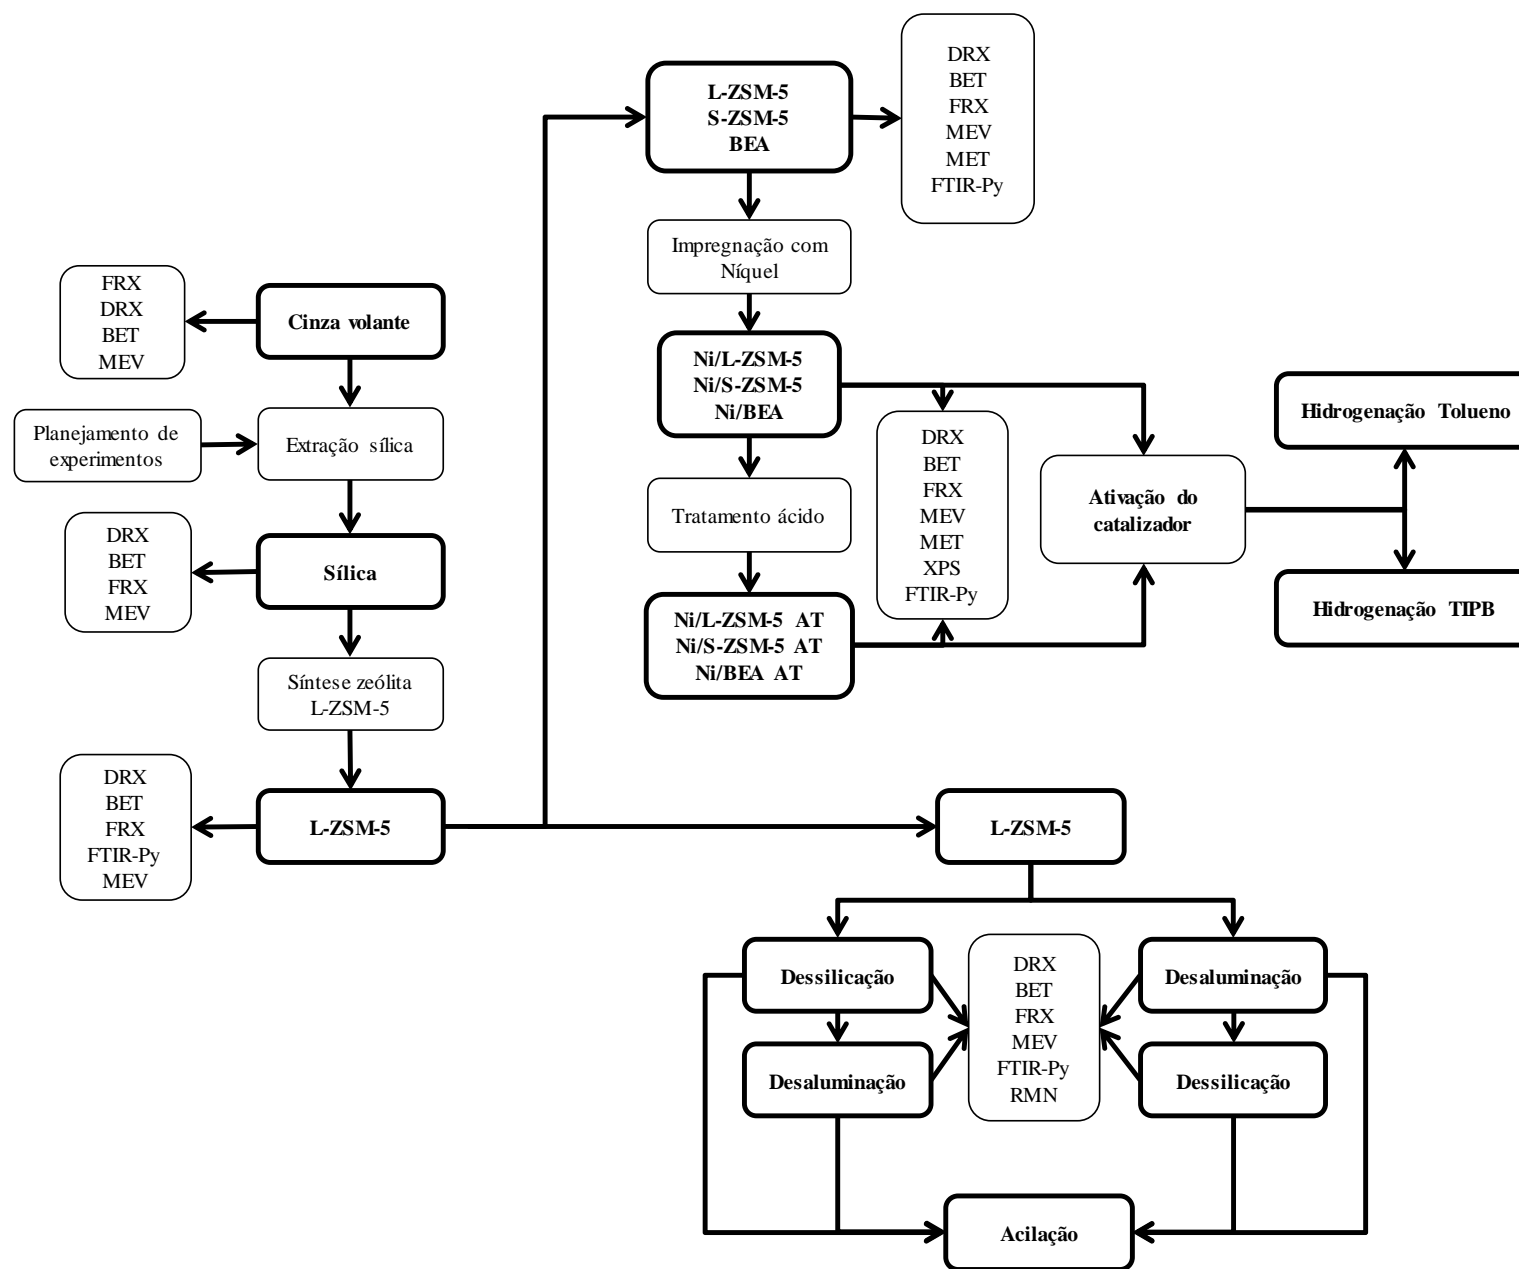 DRX
BET
FRX
MEV
MET
FTIR-Py
L-ZSM-5
S-ZSM-5
BEA
Impregnação com
Níquel
FRX
DRX
BET
MEV
Cinza volante
Ni/L-ZSM-5
Ni/S-ZSM-5
Ni/BEA
Planejamento de
experimentos
Extração sílica
DRX
BET
FRX
MEV
MET
XPS
FTIR-Py
Ativação do
catalizador
Hidrogenação Tolueno
Hidrogenação TIPB
Tratamento ácido
DRX
BET
FRX
MEV
Sílica
Ni/L-ZSM-5 AT
Ni/S-ZSM-5 AT
Ni/BEA AT
Síntese zeólita
L-ZSM-5
DRX
BET
FRX
FTIR-Py
MEV
L-ZSM-5
L-ZSM-5
Dessilicação
Desaluminação
DRX
BET
FRX
MEV
FTIR-Py
RMN
Desaluminação
Dessilicação
Acilação